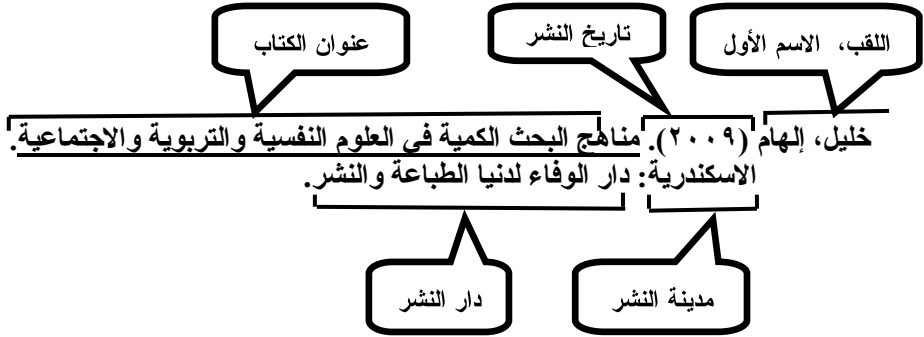 اللقب، الاسم الأول
تاريخ النشر
عنوان الكتاب
خليل، إلهام (٢٠٠٩). مناهج البحث الكمية في العلوم النفسية والتربوية والاجتماعية.
الاسكندرية: دار الوفاء لدنيا الطباعة والنشر.
مدينة النشر
دار النشر